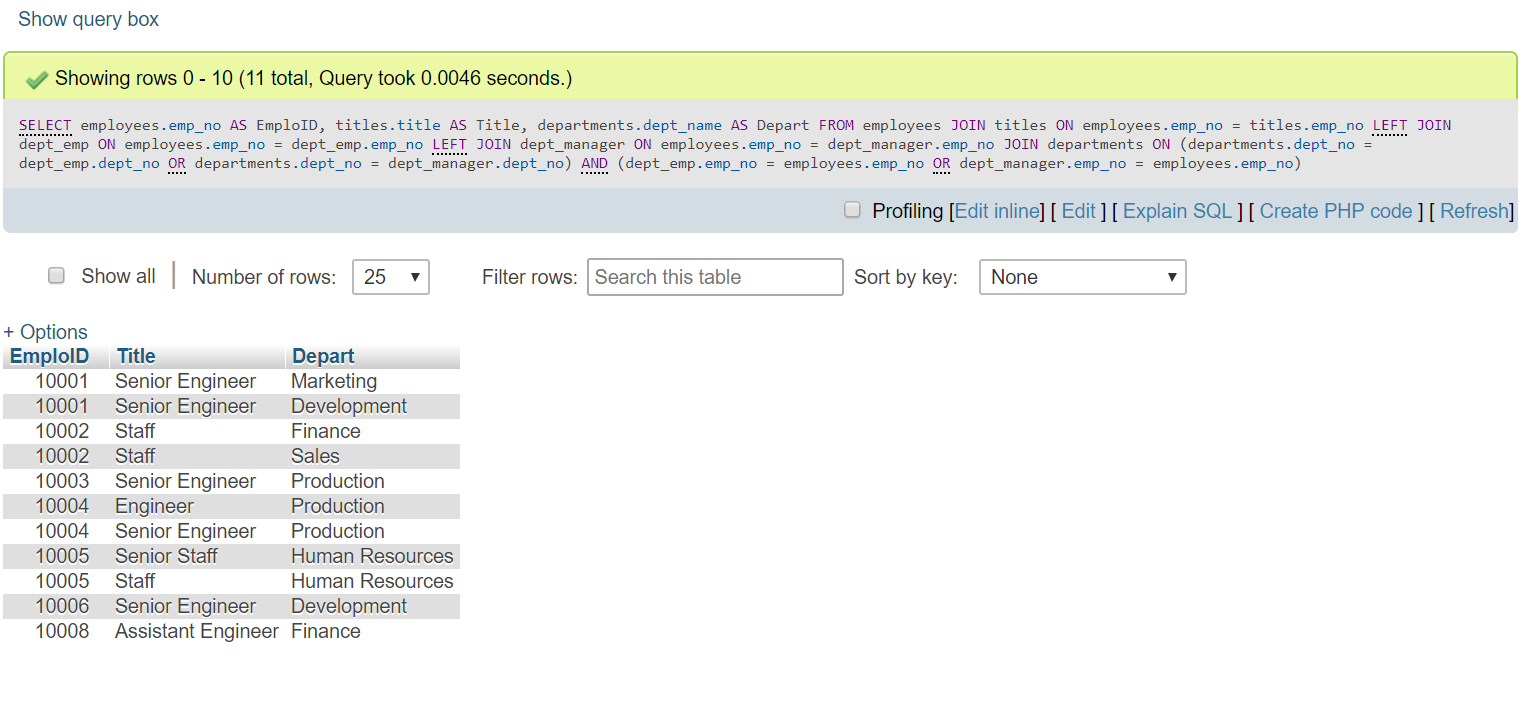 Show query box
Showing rows 0 - 10 (11 total, Query took 0.0046 seconds.)
SELECT employees.emp_no AS EmploID, titles.title AS Title, departments.dept_name AS Depart FROM employees JOIN titles ON employees.emp_no = titles.emp_no LEFT JOIN
dept_emp ON employees.emp_no = dept_emp.emp_no LEFT JOIN dept_manager ON employees.emp_no = dept_manager.emp_no JOIN departments ON (departments.dept_no =
dept_emp.dept_no OR departments.dept_no = dept_manager.dept_no) AND (dept_emp.emp_no = employees.emp_no OR dept_manager.emp_no = employees.emp_no)
Profiling [Edit inline] [ Edit ] [ Explain SQL ] [ Create PHP code ] [ Refresh]
Show all | Number of rows: 25 Filter rows: Search this table Sort by key: None
+ Options
EmploID Title Depart
10001 Senior Engineer Marketing
10001 Senior Engineer Development
10002 Staff Finance
10002 Staff Sales
10003 Senior Engineer Production
10004 Engineer Production
10004 Senior Engineer Production
10005 Senior Staff Human Resources
10005 Staff Human Resources
10006 Senior Engineer Development
10008 Assistant Engineer Finance